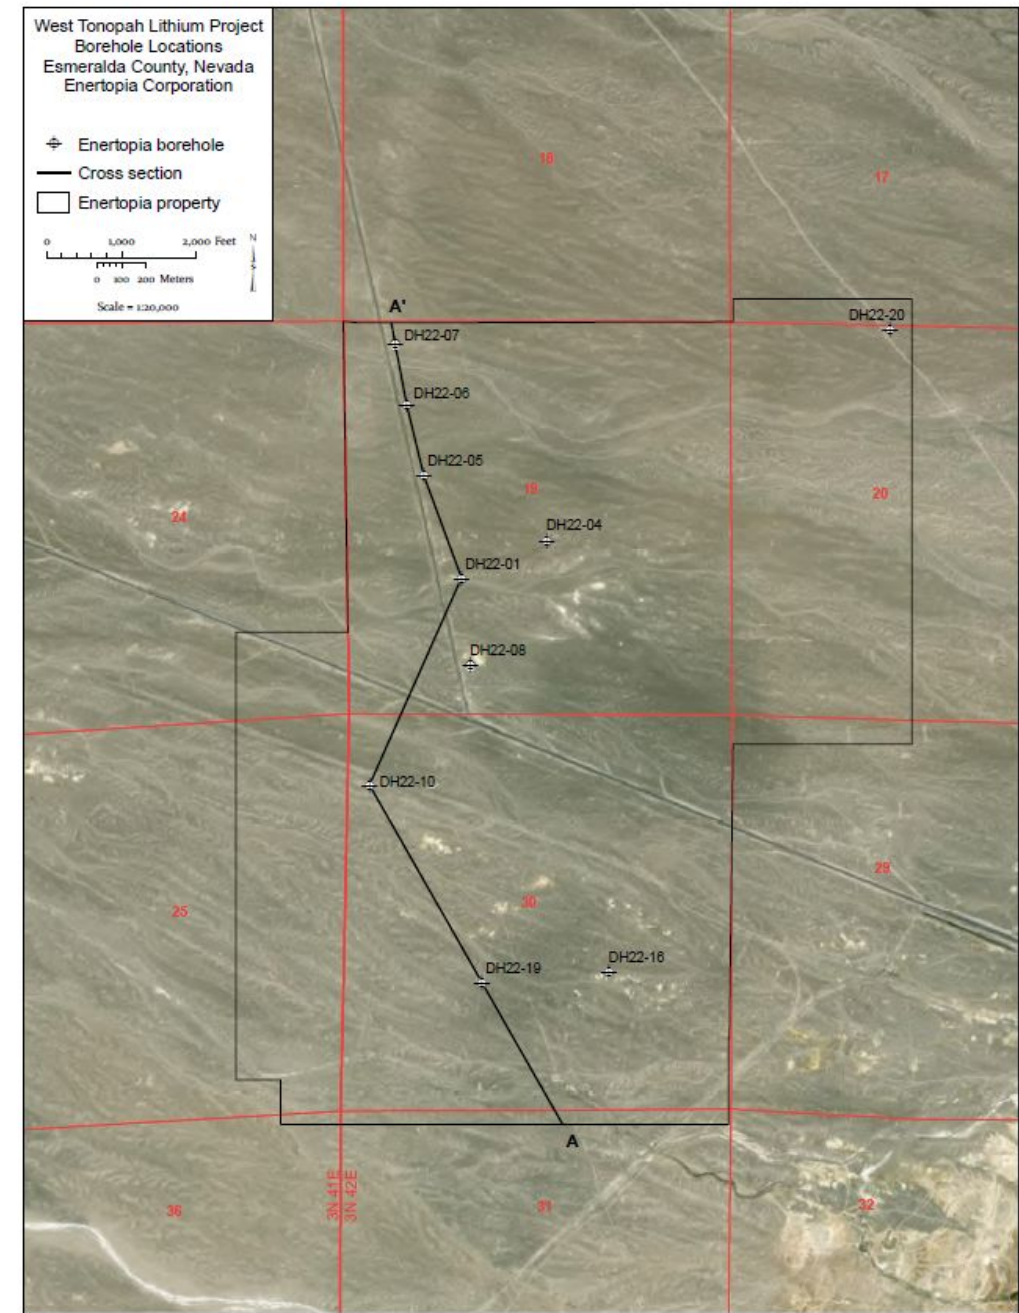 West Tonopah Lithium Project
Borehole Locations
Esmeralda County, Nevada
Enertopia Corporation
Enertopia borehole
Cross section
Enertopia property
0 1,000 2,000 Feet
N
0 100 200 Meters
Scale = 1:20,000
18
17
A'
DH22-20
DH22-07
DH22-06
DH22-05
19
20
24
DH22-04
DH22-01
DH22-08
DH22-10
29
30
25
DH22-16
DH22-19
A
3N 41E
3N 42E
36
31
32